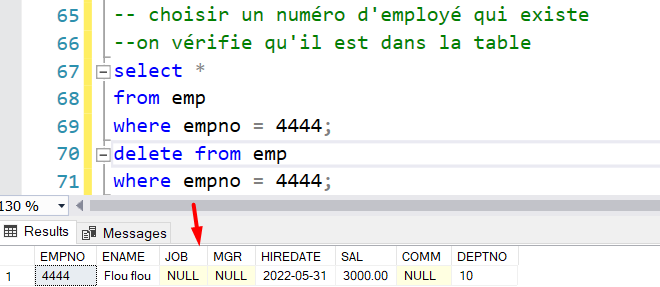 65 -- choisir un numéro d'employé qui existe
66 --on vérifie qu'il est dans la table
67 select *
68 from emp
69 where empno = 4444;
70 delete from emp
71 where empno = 4444;
130 %
Results Messages
EMPNO ENAME JOB MGR HIREDATE SAL COMM DEPTNO
1 4444 Flou flou NULL NULL 2022-05-31 3000.00 NULL 10